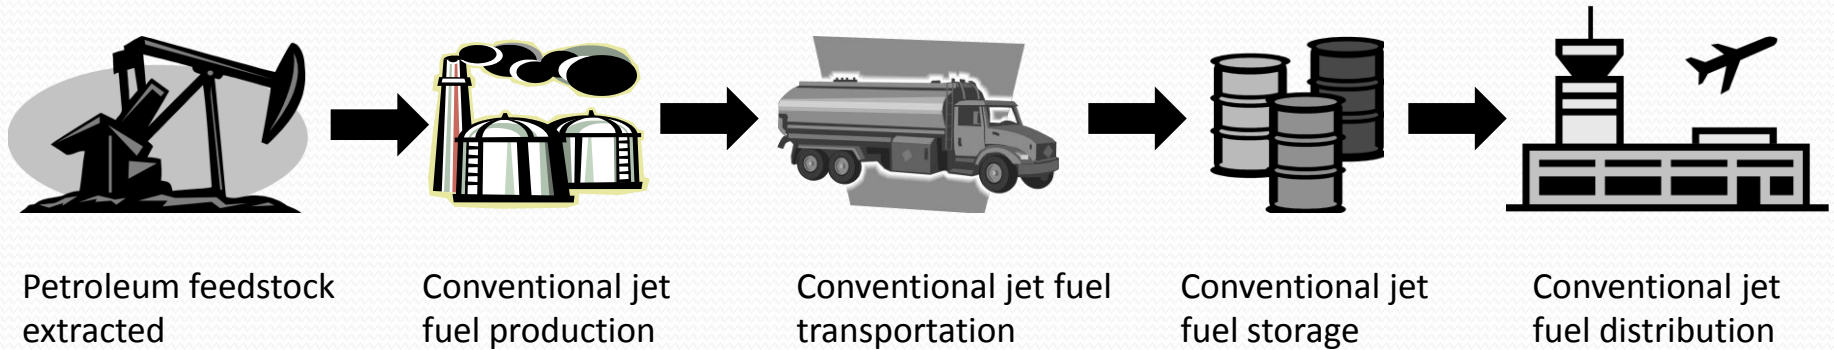 Petroleum feedstock
extracted
Conventional jet
fuel production
Conventional jet fuel
transportation
Conventional jet
fuel storage
Conventional jet
fuel distribution